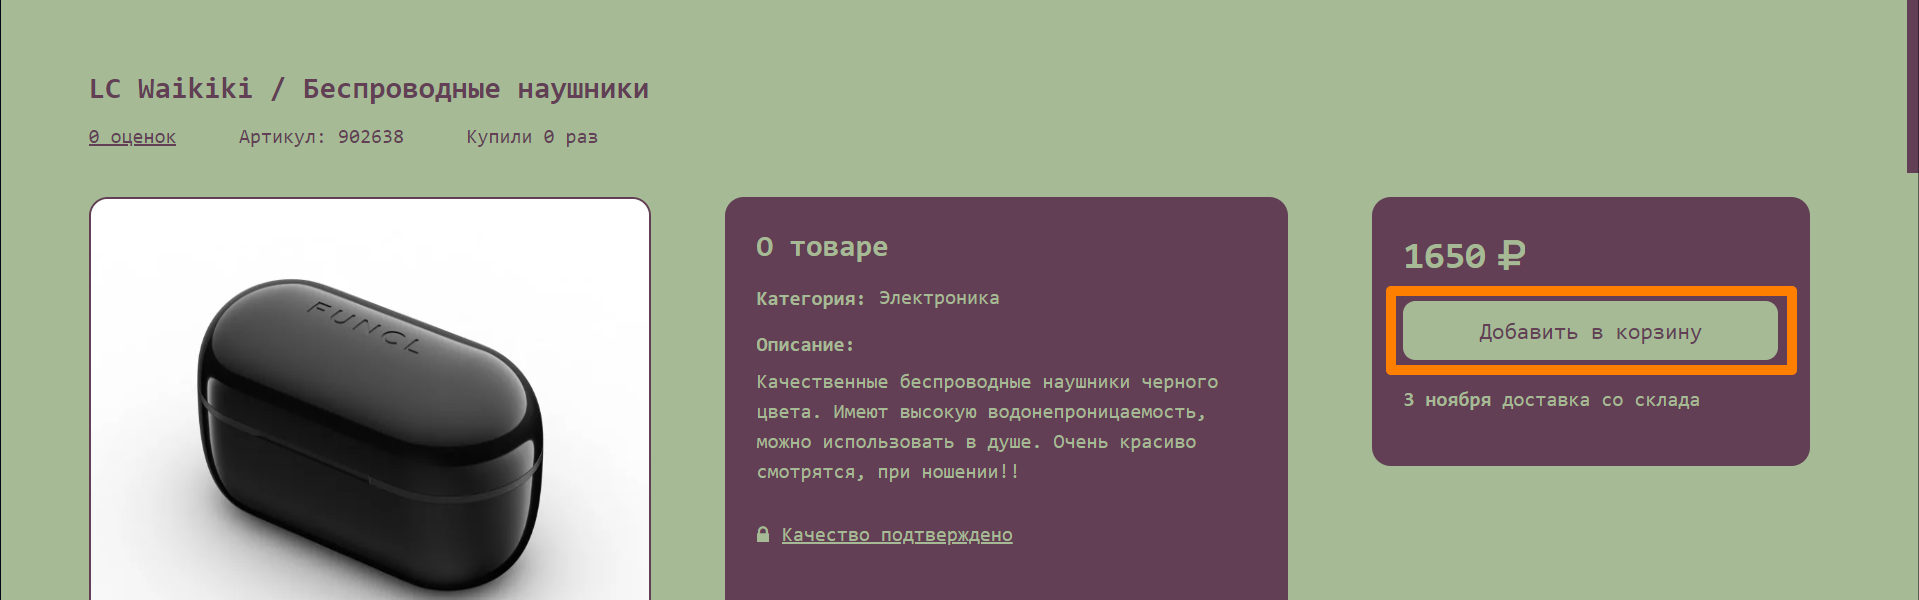 LC Waikiki / Беспроводные наушники
0 оценок Артикул: 902638 Купили 0 раз
FUNCL
О товаре
Категория: Электроника
Описание:
Качественные беспроводные наушники черного
цвета. Имеют высокую водонепроницаемость,
можно использовать в душе. Очень красиво
смотрятся, при ношении!!
Качество подтверждено
1650 ₽
Добавить в корзину
3 ноября доставка со склада